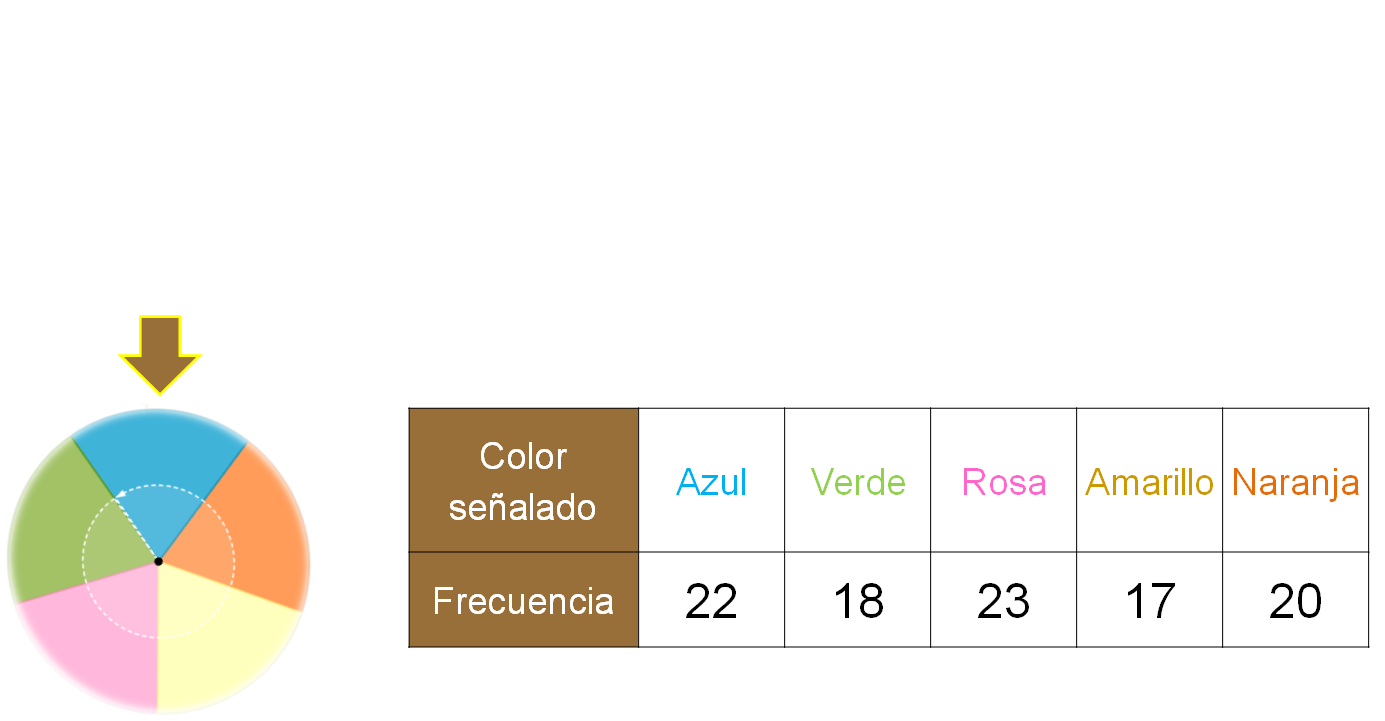 Color
señalado
Azul Verde Rosa Amarillo Naranja
Frecuencia 22 18 23 17 20